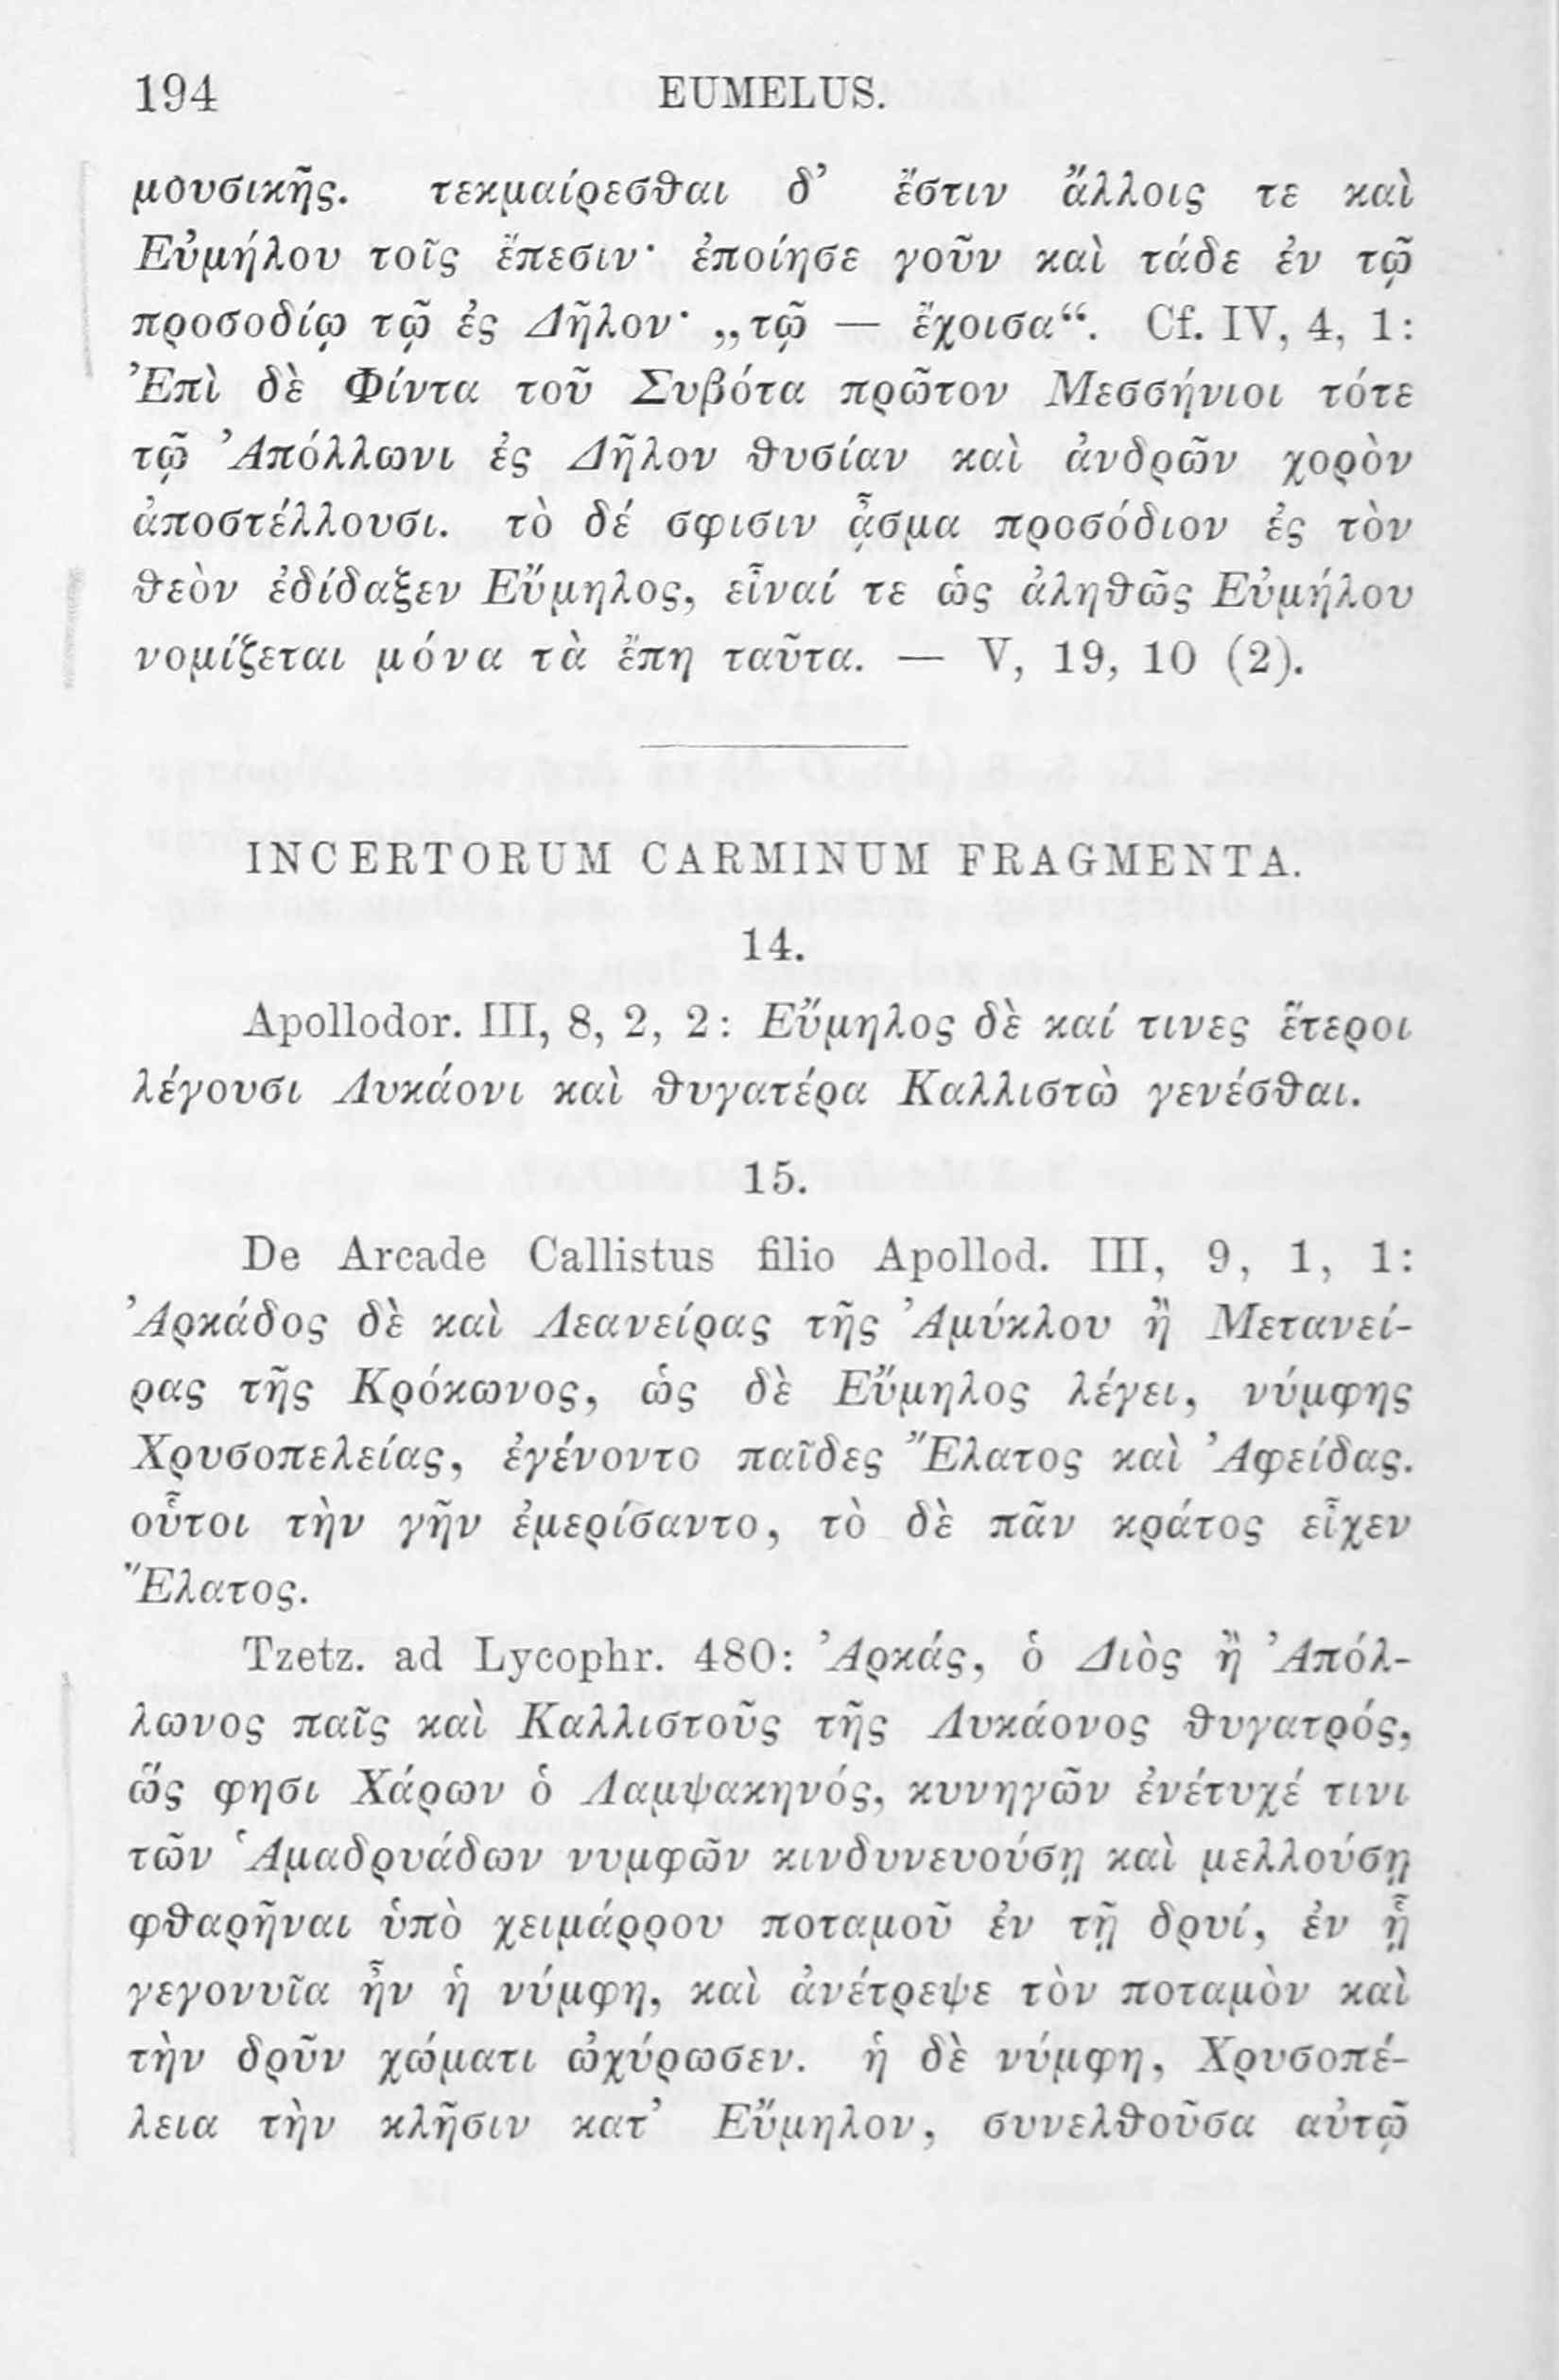 194 EUMELUS.
μουσικῆς. τεκμαίρεσθαι δ’ ἔστιν ἄλλοις τε καὶ
Εὐμήλου τοῖς ἔπεσιν· ἐποίησε γοῦν καὶ τάδε ἐν τῷ
προσοδίῳ τῷ ἐς Δῆλον· „τῷ — ἔχοισα“. Cf. IV, 4, 1:
Ἐπὶ δὲ Φίντα τοῦ Συβότα πρῶτον Μεσσήνιοι τότε
τῷ Ἀπόλλωνι ἐς Δῆλον θυσίαν καὶ ἀνδρῶν χορὸν
ἀποστέλλουσι. τὸ δέ σφισιν ᾆσμα προσόδιον ἐς τὸν
θεὸν ἐδίδαξεν Εὔμηλος, εἶναί τε ὡς ἀληθῶς Εὐμήλου
νομίζεται μόνα τὰ ἔπη ταῦτα. — V, 19, 10 (2).
INCERTORUM CARMINUM FRAGMENTA.
14.
Apollodor. III, 8, 2, 2: Εὔμηλος δὲ καί τινες ἕτεροι
λέγουσι Λυκάονι καὶ θυγατέρα Καλλιστὼ γενέσθαι.
15.
De Arcade Callistus filio Apollod. III, 9, 1, 1:
Ἀρκάδος δὲ καὶ Λεανείρας τῆς Ἀμύκλου ἢ Μετανεί-
ρας τῆς Κρόκωνος, ὡς δὲ Εὔμηλος λέγει, νύμφης
Χρυσοπελείας, ἐγένοντο παῖδες Ἔλατος καὶ Ἀφείδας.
οὗτοι τὴν γῆν ἐμερίσαντο, τὸ δὲ πᾶν κράτος εἶχεν
Ἔλατος.
Tzetz. ad Lycophr. 480: Ἀρκάς, ὁ Διὸς ἢ Ἀπόλ-
λωνος παῖς καὶ Καλλιστοῦς τῆς Λυκάονος θυγατρός,
ὥς φησι Χάρων ὁ Λαμψακηνός, κυνηγῶν ἐνέτυχέ τινι
τῶν Ἁμαδρυάδων νυμφῶν κινδυνευούσῃ καὶ μελλούσῃ
φθαρῆναι ὑπὸ χειμάρρου ποταμοῦ ἐν τῇ δρυί, ἐν ᾗ
γεγονυῖα ἦν ἡ νύμφη, καὶ ἀνέτρεψε τὸν ποταμὸν καὶ
τὴν δρῦν χώματι ὠχύρωσεν. ἡ δὲ νύμφη, Χρυσοπέ-
λεια τὴν κλῆσιν κατ’ Εὔμηλον, συνελθοῦσα αὐτῷ